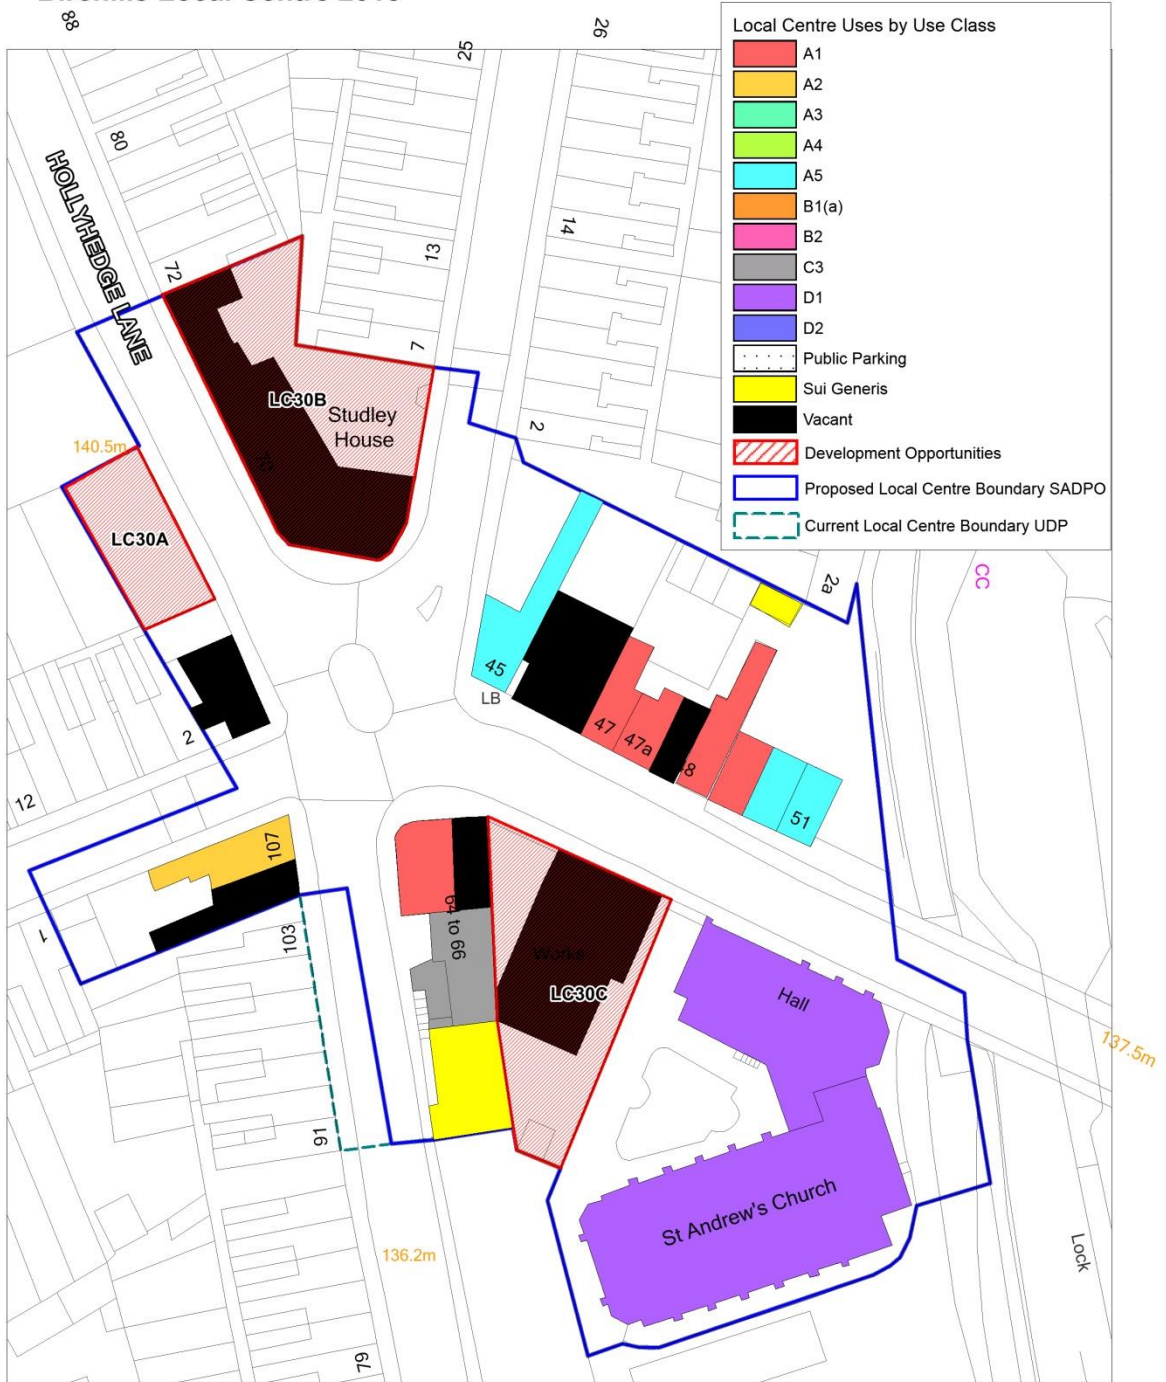 88
25
26
Local Centre Uses by Use Class
A1
A2
A3
A4
A5
B1(a)
B2
C3
D1
D2
Public Parking
Sui Generis
Vacant
Development Opportunities
Proposed Local Centre Boundary SADPO
Current Local Centre Boundary UDP
80
HOLLYHEDGE LANE
13
14
72
7
LC30B
Studley
House
70
2
140.5m
LC30A
2a
CC
45
LB
47
47a
48
51
2
12
107
1
103
64 to 66
Works
LC30C
Hall
137.5m
91
St Andrew's Church
136.2m
Lock
79